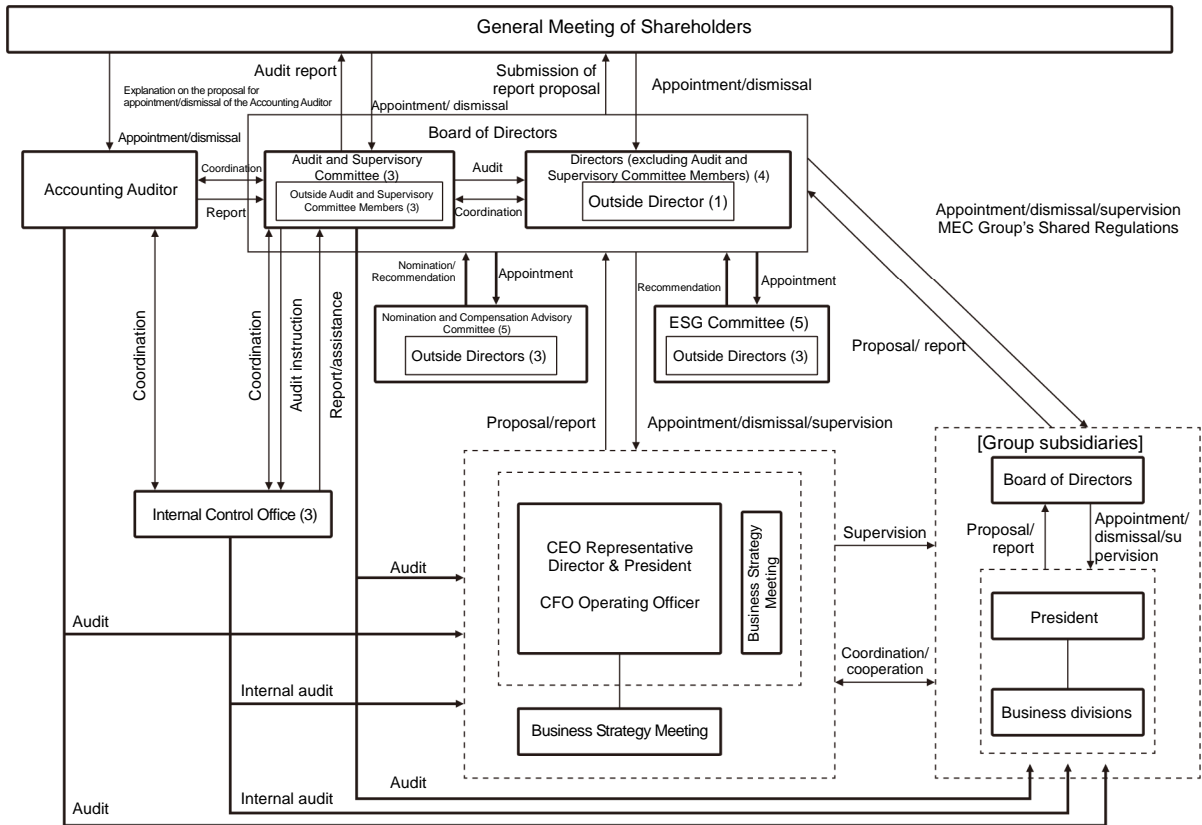 General Meeting of Shareholders
Audit report
Submission of
report proposal
Appointment/dismissal
Explanation on the proposal for
appointment/dismissal of the Accounting Auditor
Appointment/ dismissal
Appointment/dismissal
Board of Directors
Accounting Auditor
Coordination
Report
Audit and Supervisory
Committee (3)
Outside Audit and Supervisory
Committee Members (3)
Audit
Coordination
Directors (excluding Audit and
Supervisory Committee Members) (4)
Outside Director (1)
Appointment/dismissal/supervision
MEC Group's Shared Regulations
Nomination/
Recommendation
Appointment
Recommendation
Appointment
Nomination and Compensation Advisory
Committee (5)
Outside Directors (3)
ESG Committee (5)
Outside Directors (3)
Proposal/ report
Coordination
Coordination
Audit instruction
Report/assistance
Proposal/report
Appointment/dismissal/supervision
[Group subsidiaries]
Board of Directors
Internal Control Office (3)
CEO Representative
Director & President
CFO Operating Officer
Business Strategy
Meeting
Supervision
Proposal/
report
Appointment/
dismissal/su
pervision
Audit
Audit
President
Coordination/
cooperation
Internal audit
Business Strategy Meeting
Business divisions
Audit
Internal audit
Audit